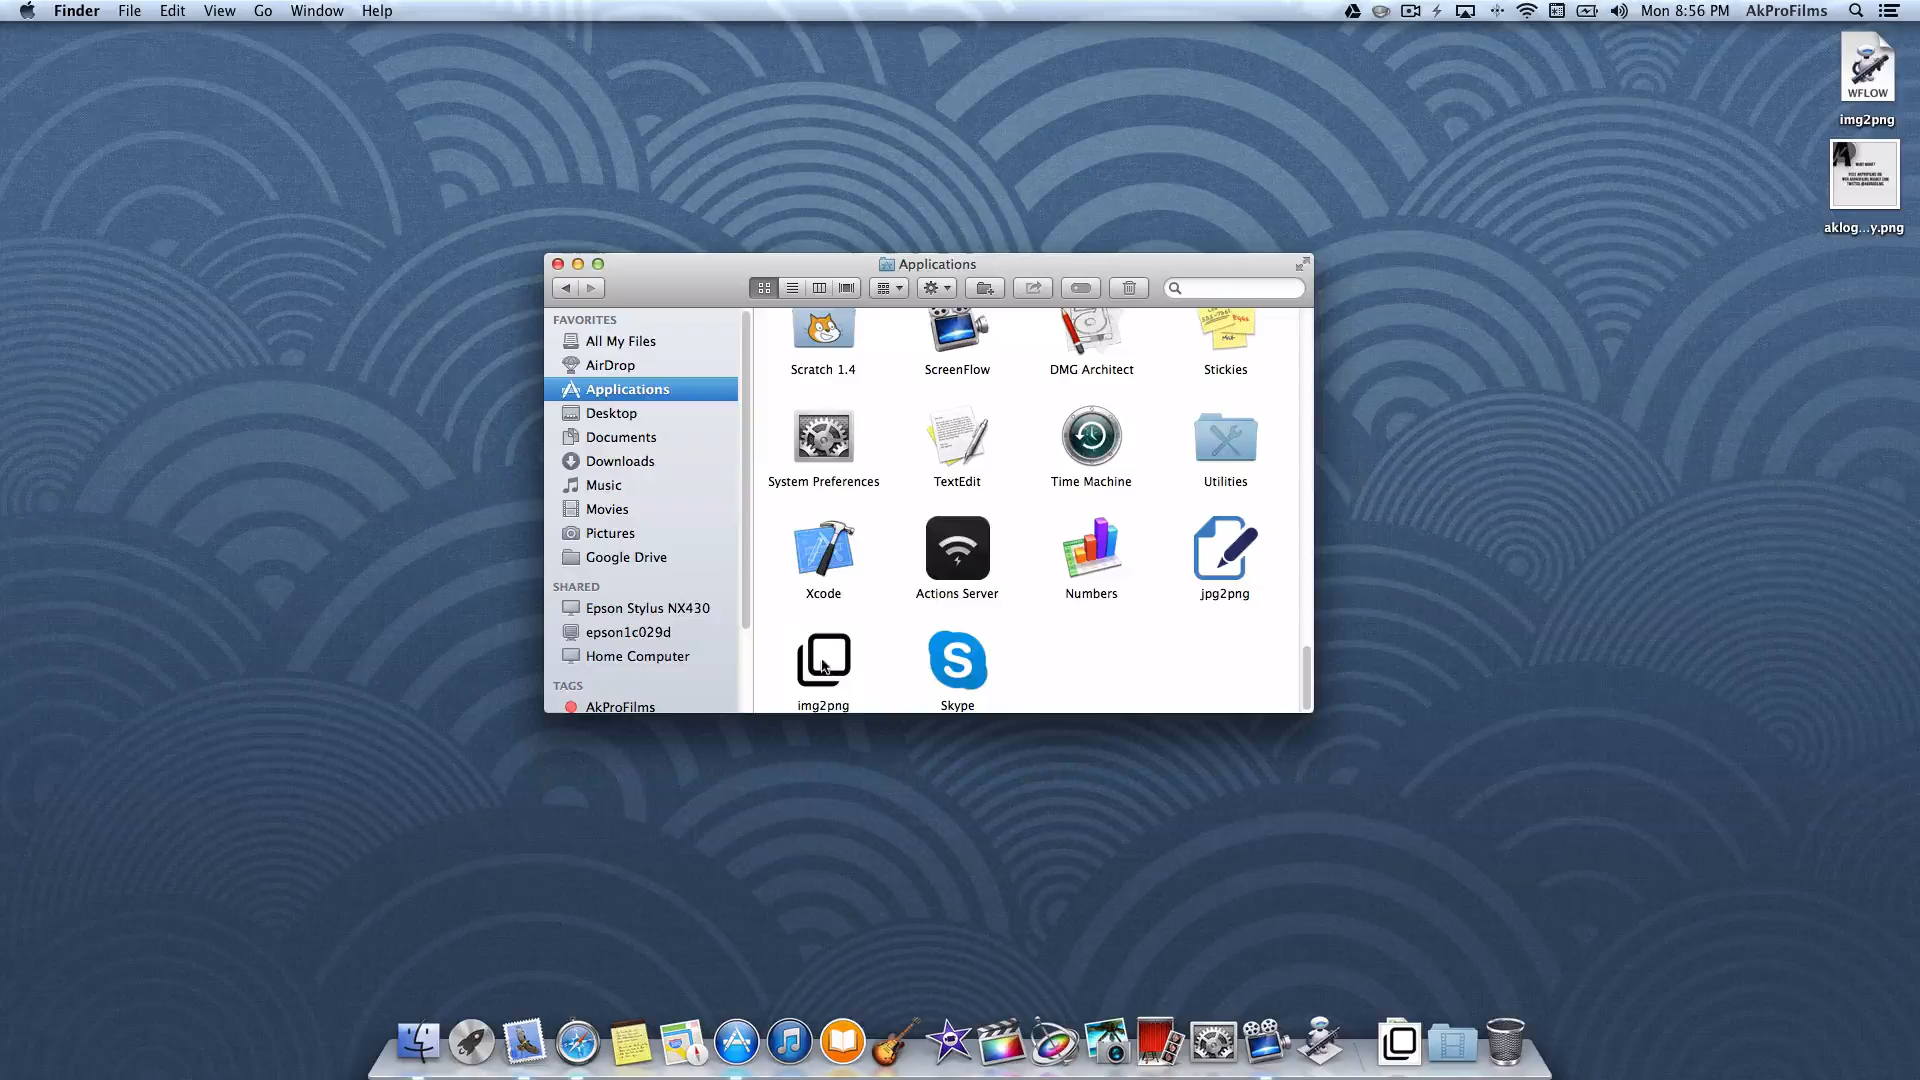 Finder File Edit View Go Window Help
Mon 8:56 PM AkProFilms
WFLOW
img2png
aklog...y.png
Applications
FAVORITES
All My Files
AirDrop
Applications
Desktop
Documents
Downloads
Music
Movies
Pictures
Google Drive
SHARED
Epson Stylus NX430
epson1c029d
Home Computer
TAGS
AkProFilms
Scratch 1.4 ScreenFlow DMG Architect Stickies
System Preferences TextEdit Time Machine Utilities
Xcode Actions Server Numbers jpg2png
img2png Skype